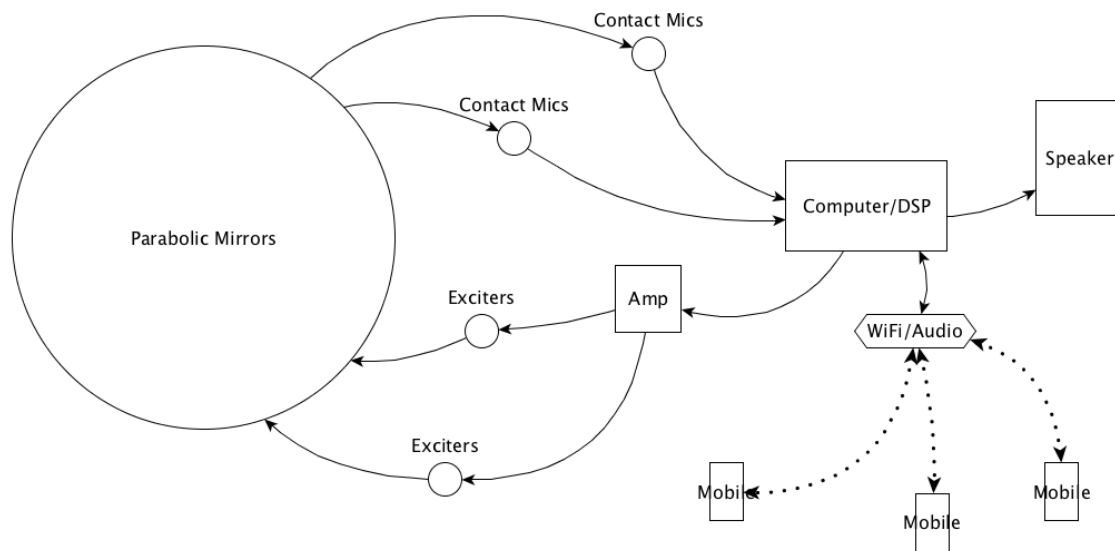 Contact Mics
Contact Mics
Speaker
Computer/DSP
Parabolic Mirrors
Exciters
Amp
WiFi/Audio
Exciters
Mobile
Mobile
Mobile